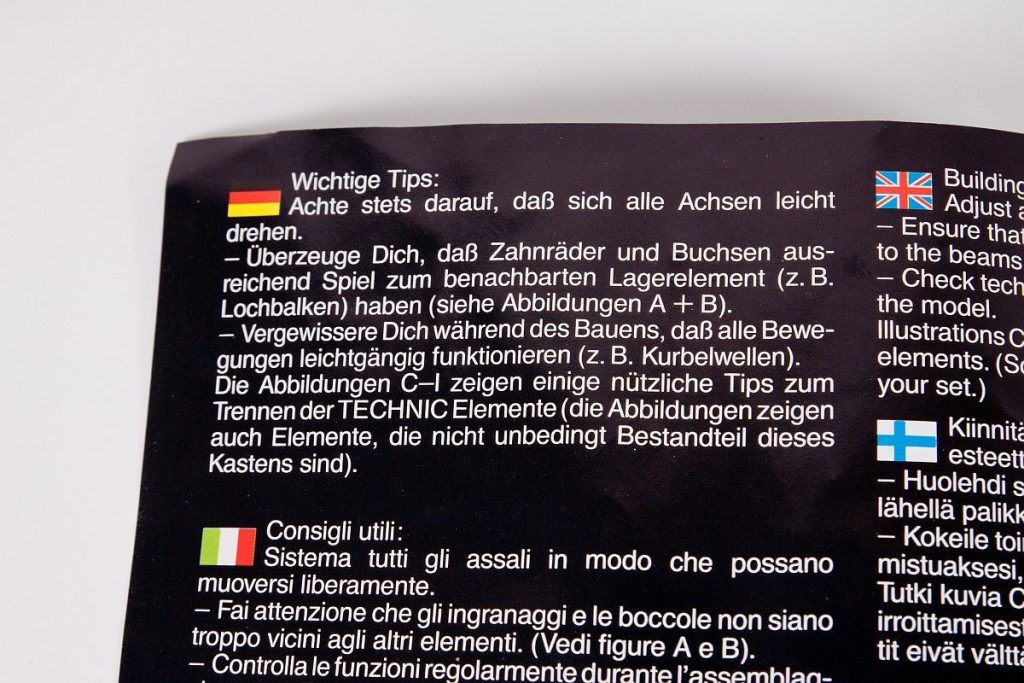 Wichtige Tips:
Achte stets darauf, daß sich alle Achsen leicht
drehen.
– Überzeuge Dich, daß Zahnräder und Buchsen aus-
reichend Spiel zum benachbarten Lagerelement (z. B.
Lochbalken) haben (siehe Abbildungen A + B).
– Vergewissere Dich während des Bauens, daß alle Bewe-
gungen leichtgängig funktionieren (z. B. Kurbelwellen).
Die Abbildungen C–I zeigen einige nützliche Tips zum
Trennen der TECHNIC Elemente (die Abbildungen zeigen
auch Elemente, die nicht unbedingt Bestandteil dieses
Kastens sind).
Consigli utili:
Sistema tutti gli assali in modo che possano
muoversi liberamente.
– Fai attenzione che gli ingranaggi e le boccole non siano
troppo vicini agli altri elementi. (Vedi figure A e B).
– Controlla le funzioni regolarmente durante l'assemblag-
Building
Adjust
– Ensure that
to the beams
– Check tech
the model.
Illustrations C
elements. (So
your set.)
Kiinnitä
esteett
– Huolehdi s
lähellä palikk
– Kokeile toi
mistuaksesi,
Tutki kuvia C
irroittamisest
tit eivät vältt